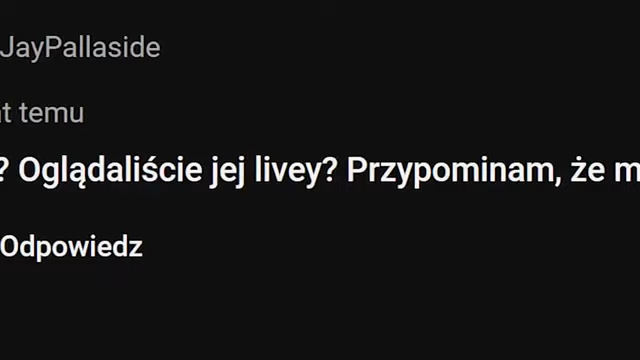 JayPallaside
temu
? Oglądaliście jej livey? Przypominam, że
Odpowiedz